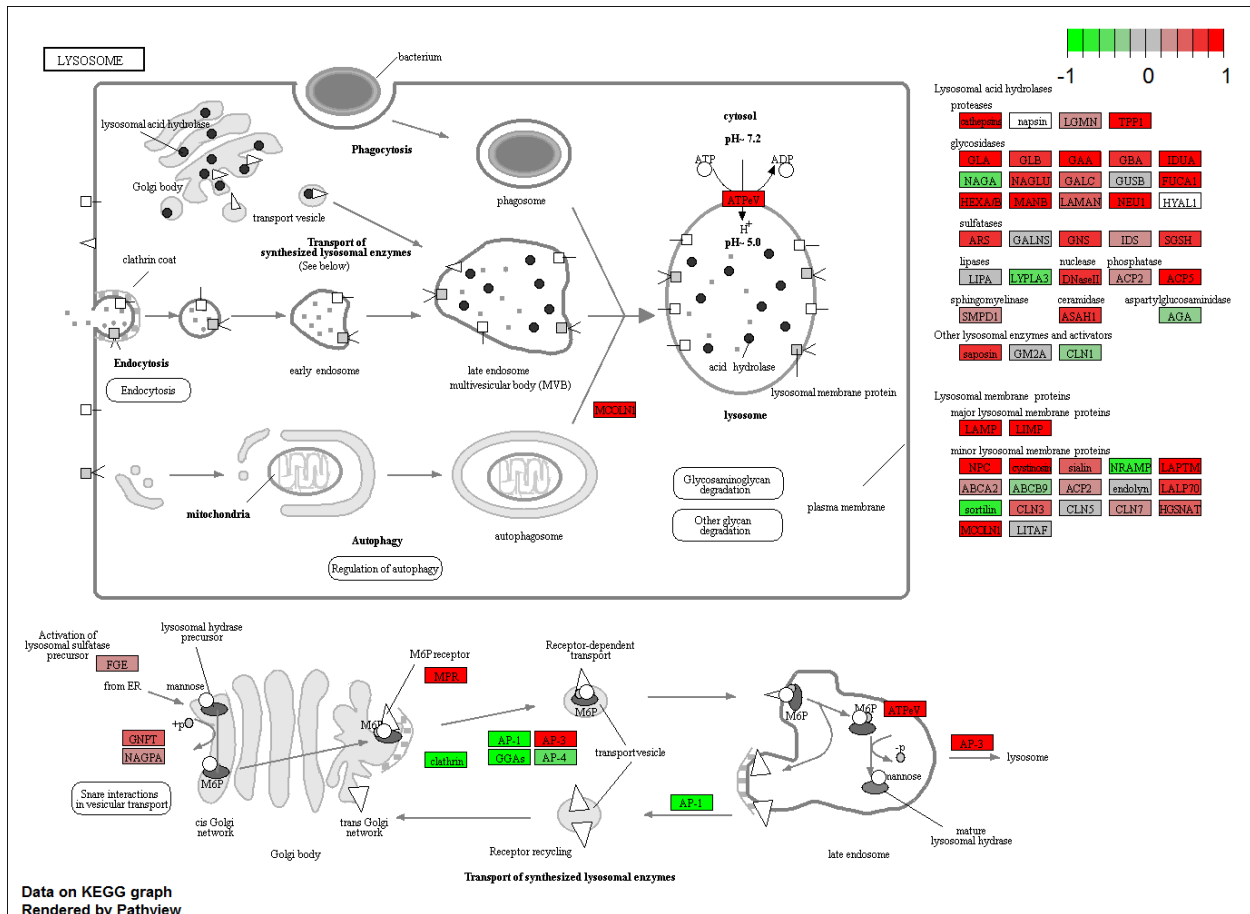 LYSOSOME
bacterium
lysosomal acid hydrolase
Golgi body
transport vesicle
Phagocytosis
phagosome
cytosol
pH~ 7.2
ATP
ADP
ATPeV
H+
pH~ 5.0
Transport of
synthesized lysosomal enzymes
(See below)
clathrin coat
Endocytosis
Endocytosis
early endosome
late endosome
multivesicular body (MVB)
acid hydrolase
lysosomal membrane protein
lysosome
MCOLN1
mitochondria
Autophagy
Regulation of autophagy
autophagosome
Glycosaminoglycan
degradation
Other glycan
degradation
plasma membrane
-1 0 1
Lysosomal acid hydrolases
proteases
cathepsins napsin LGMN TPP1
glycosidases
GLA GLB GAA GBA IDUA
NAGA NAGLU GALC GUSB FUCA1
HEXA/B MANB LAMAN NEU1 HYAL1
sulfatases
ARS GALNS GNS IDS SGSH
lipases nuclease phosphatase
LIPA LYPLA3 DNaseII ACP2 ACP5
sphingomyelinase ceramidase aspartylglucosaminidase
SMPD1 ASAH1 AGA
Other lysosomal enzymes and activators
saposin GM2A CLN1
Lysosomal membrane proteins
major lysosomal membrane proteins
LAMP LIMP
minor lysosomal membrane proteins
NPC cystinosin sialin NRAMP LAPTM
ABCA2 ABCB9 ACP2 endolyn LALP70
sortilin CLN3 CLN5 CLN7 HGSNAT
MCOLN1 LITAF
Activation of
lysosomal sulfatase
precursor
FGE
from ER
lysosomal hydrase
precursor
mannose
+p
GNPT
NAGPA
M6P
Snare interactions
in vesicular transport
cis Golgi
network
Golgi body
trans Golgi
network
M6P receptor
MPR
M6P
clathrin
AP-1 AP-3
GGAs AP-4
Receptor-dependent
transport
M6P
transport vesicle
Receptor recycling
AP-1
M6P
M6P
ATPeV
-p
mannose
AP-3
lysosome
mature
lysosomal hydrase
late endosome
Transport of synthesized lysosomal enzymes
Data on KEGG graph
Rendered by Pathview